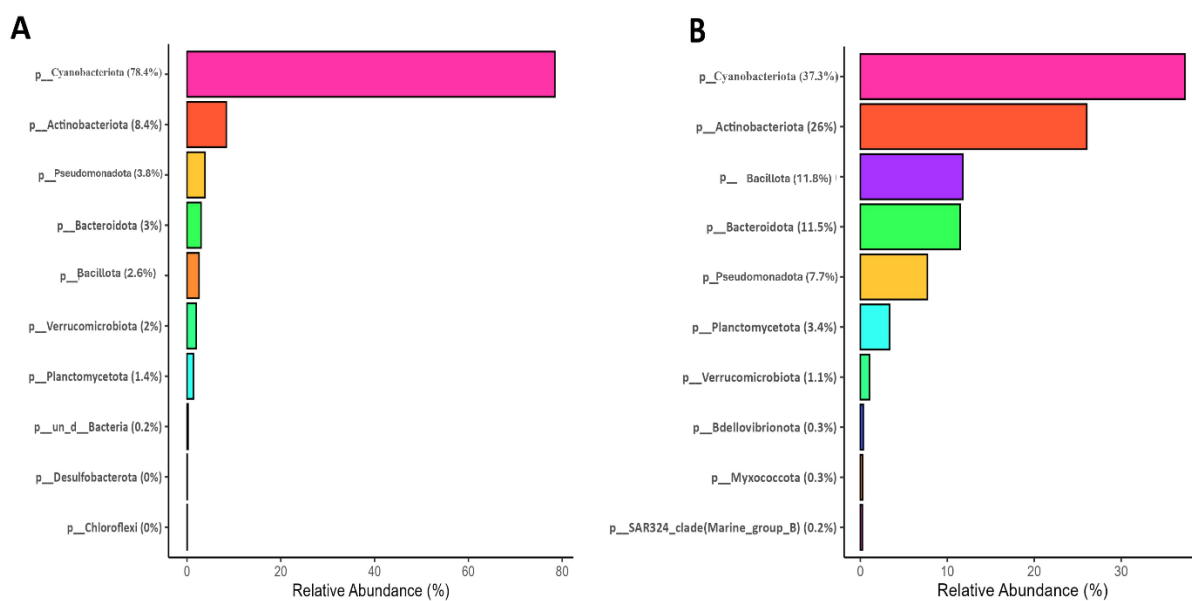 A
p__Cyanobacteriota (78.4%)
p__Actinobacteriota (8.4%)
p__Pseudomonadota (3.8%)
p__Bacteroidota (3%)
p__Bacillota (2.6%)
p__Verrucomicrobiota (2%)
p__Planctomycetota (1.4%)
p__un_d__Bacteria (0.2%)
p__Desulfobacterota (0%)
p__Chloroflexi (0%)
0 20 40 60 80
Relative Abundance (%)
B
p__Cyanobacteriota (37.3%)
p__Actinobacteriota (26%)
p__ Bacillota (11.8%)
p__Bacteroidota (11.5%)
p__Pseudomonadota (7.7%)
p__Planctomycetota (3.4%)
p__Verrucomicrobiota (1.1%)
p__Bdellovibrionota (0.3%)
p__Myxococcota (0.3%)
p__SAR324_clade(Marine_group_B) (0.2%)
0 10 20 30
Relative Abundance (%)